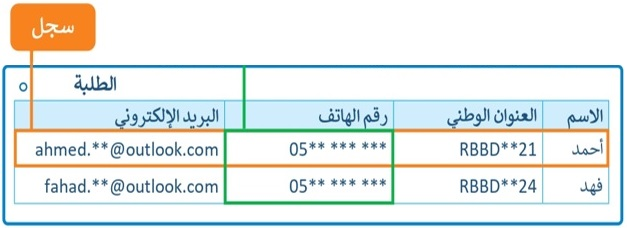 سجل
الطلبة
الاسم العنوان الوطني رقم الهاتف البريد الإلكتروني
أحمد RBBD**21 05** *** *** ahmed.**@outlook.com
فهد RBBD**24 05** *** *** fahad.**@outlook.com